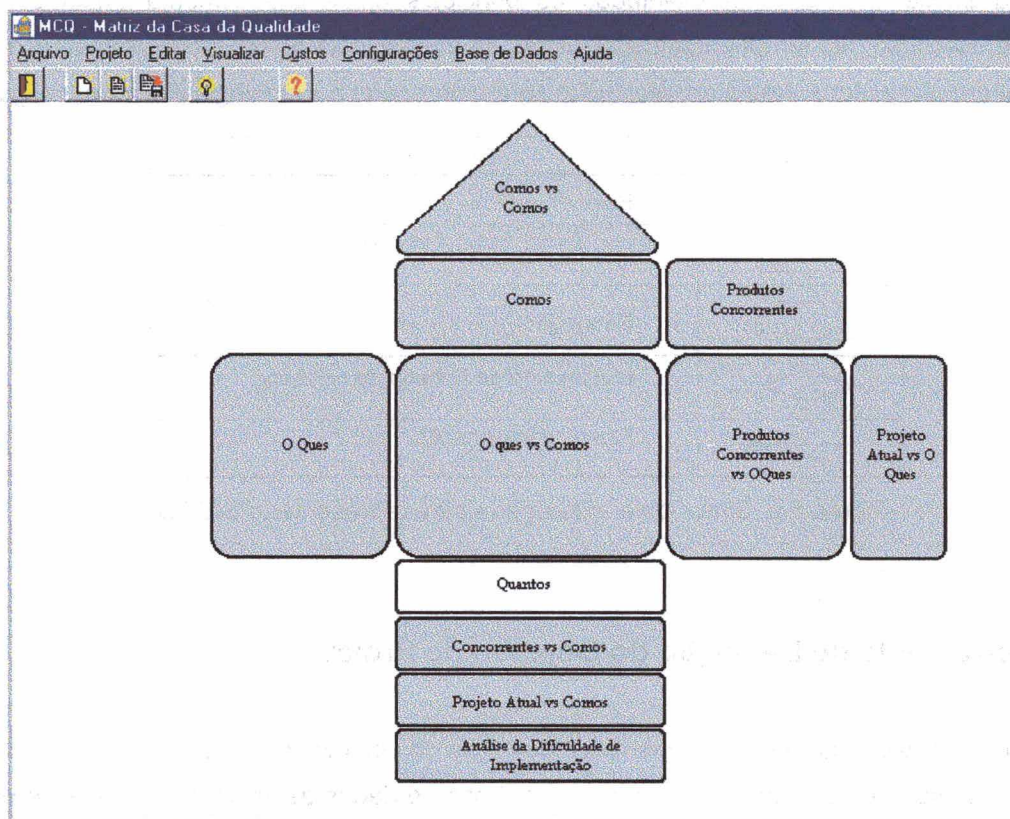 MCQ - Matriz da Casa da Qualidade
Arquivo Projeto Editar Visualizar Custos Configurações Base de Dados Ajuda
Comos vs
Comos
Comos
Produtos
Concorrentes
O Ques
O ques vs Comos
Produtos
Concorrentes
vs OQues
Projeto
Atual vs O
Ques
Quantos
Concorrentes vs Comos
Projeto Atual vs Comos
Análise da Dificuldade de
Implementação